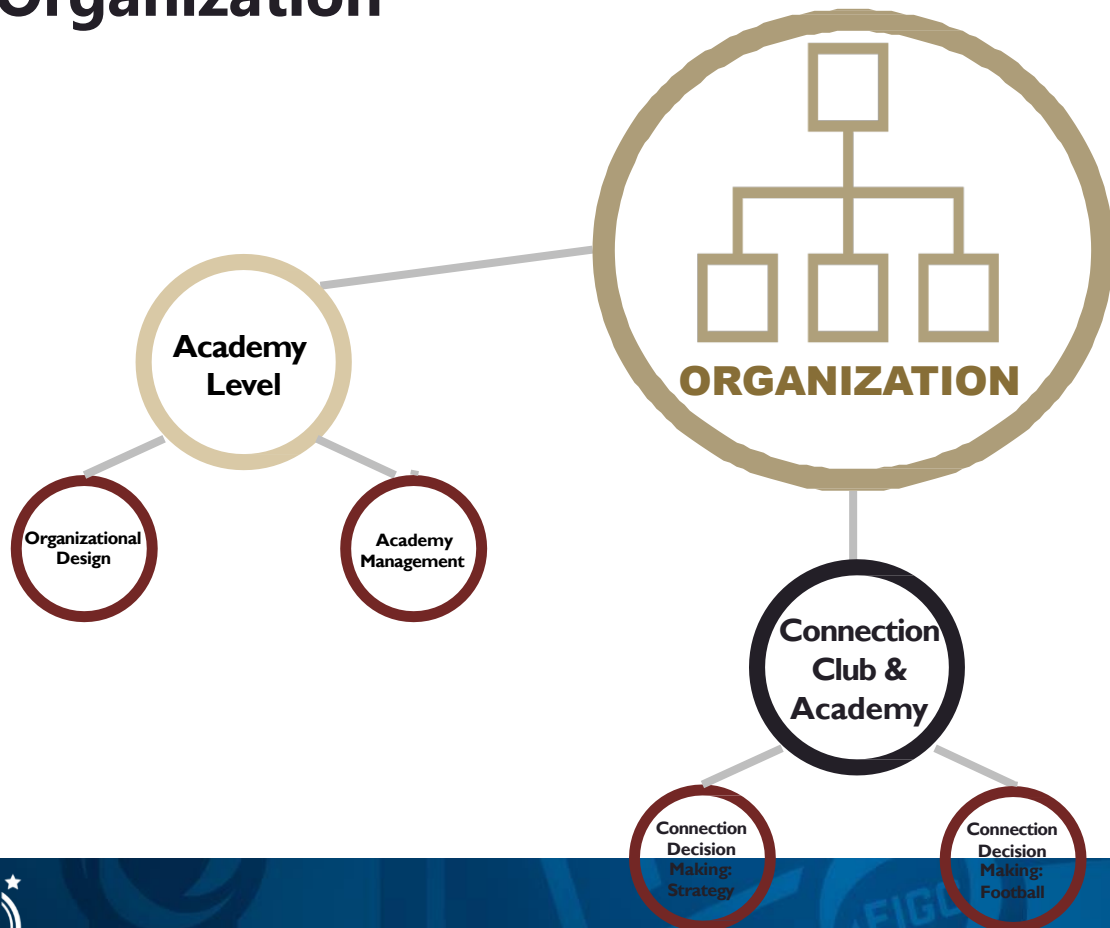 Organization
ORGANIZATION
Academy
Level
Organizational
Design
Academy
Management
Connection
Club &
Academy
Connection
Decision
Making:
Strategy
Connection
Decision
Making:
Football
FIGC